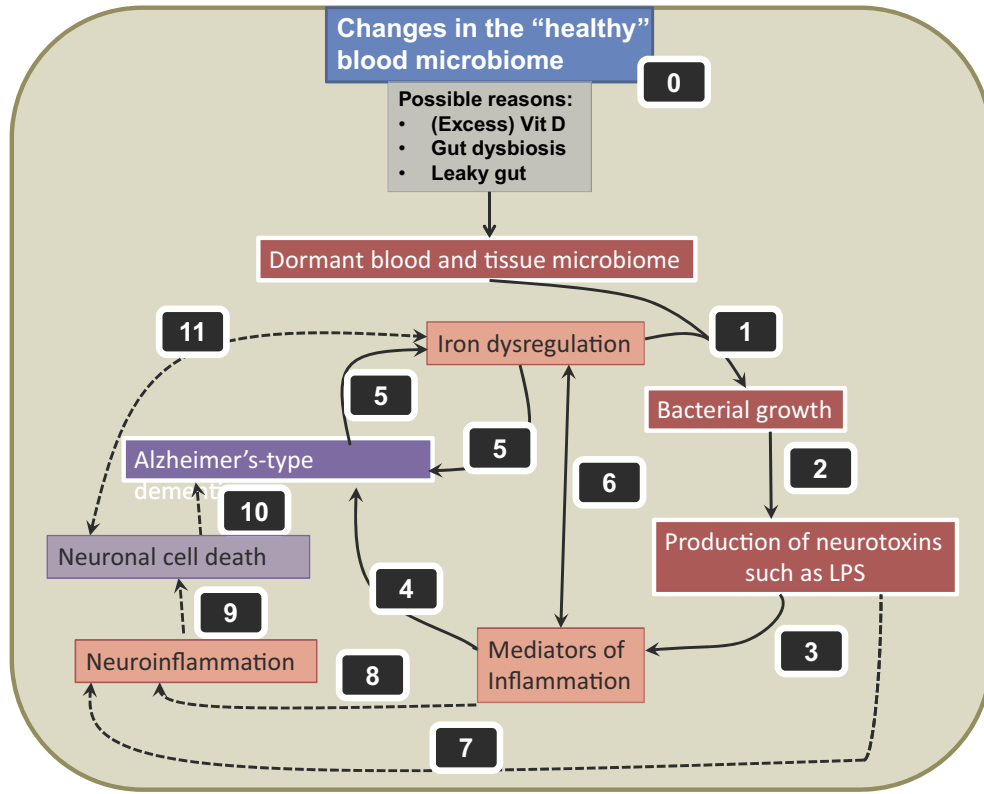 Changes in the “healthy”
blood microbiome
0
Possible reasons:
• (Excess) Vit D
• Gut dysbiosis
• Leaky gut
Dormant blood and tissue microbiome
11
Iron dysregulation
1
5
Bacterial growth
Alzheimer’s-type
5
2
6
10
Neuronal cell death
Production of neurotoxins
such as LPS
4
9
3
Neuroinflammation
Mediators of
Inflammation
8
7